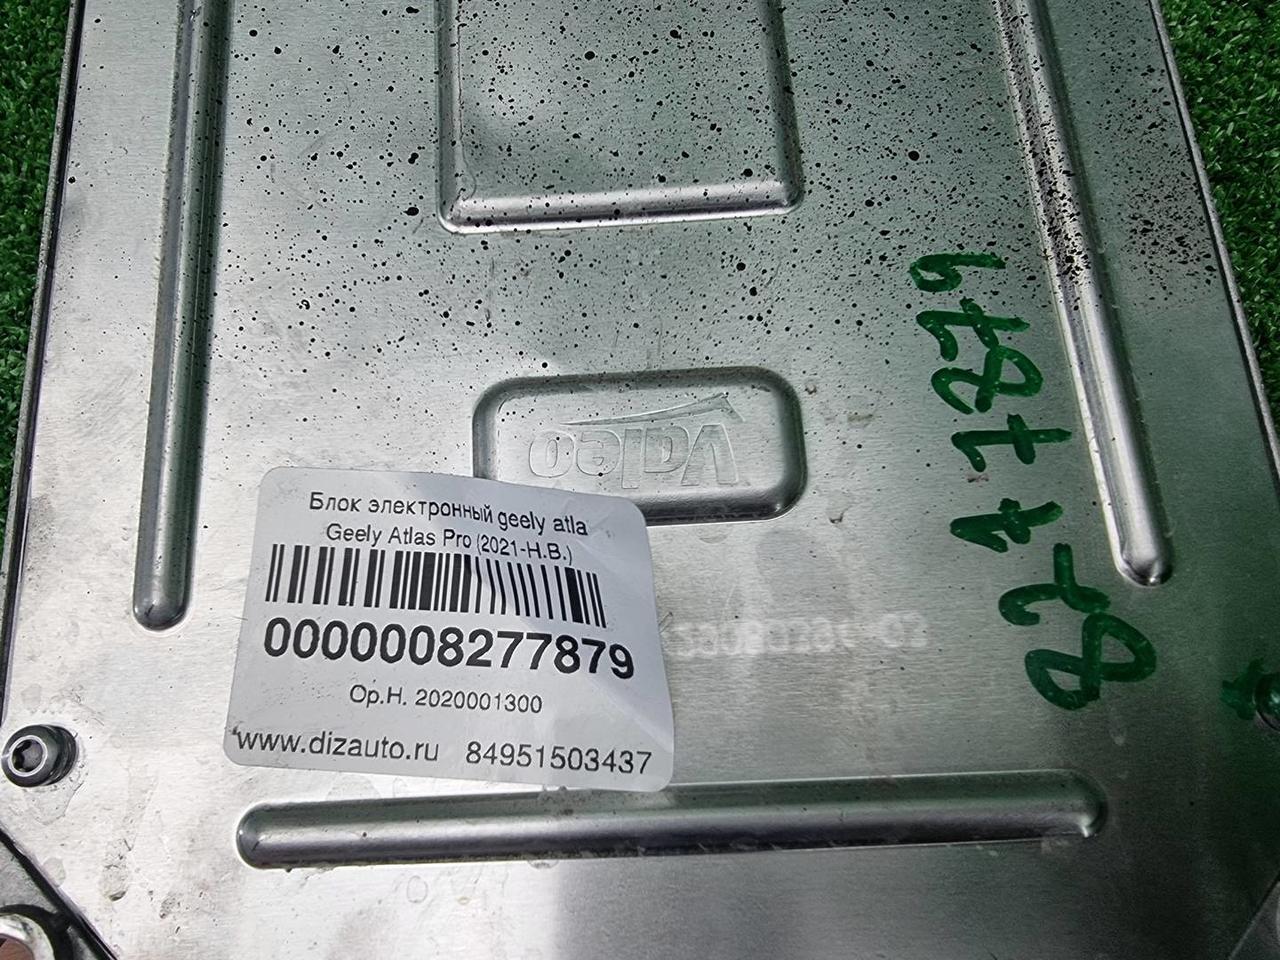 valeo
Блок электронный geely atla
Geely Atlas Pro (2021-Н.В.)
0000008277879
Ор.Н. 2020001300
www.dizauto.ru 84951503437
8277879